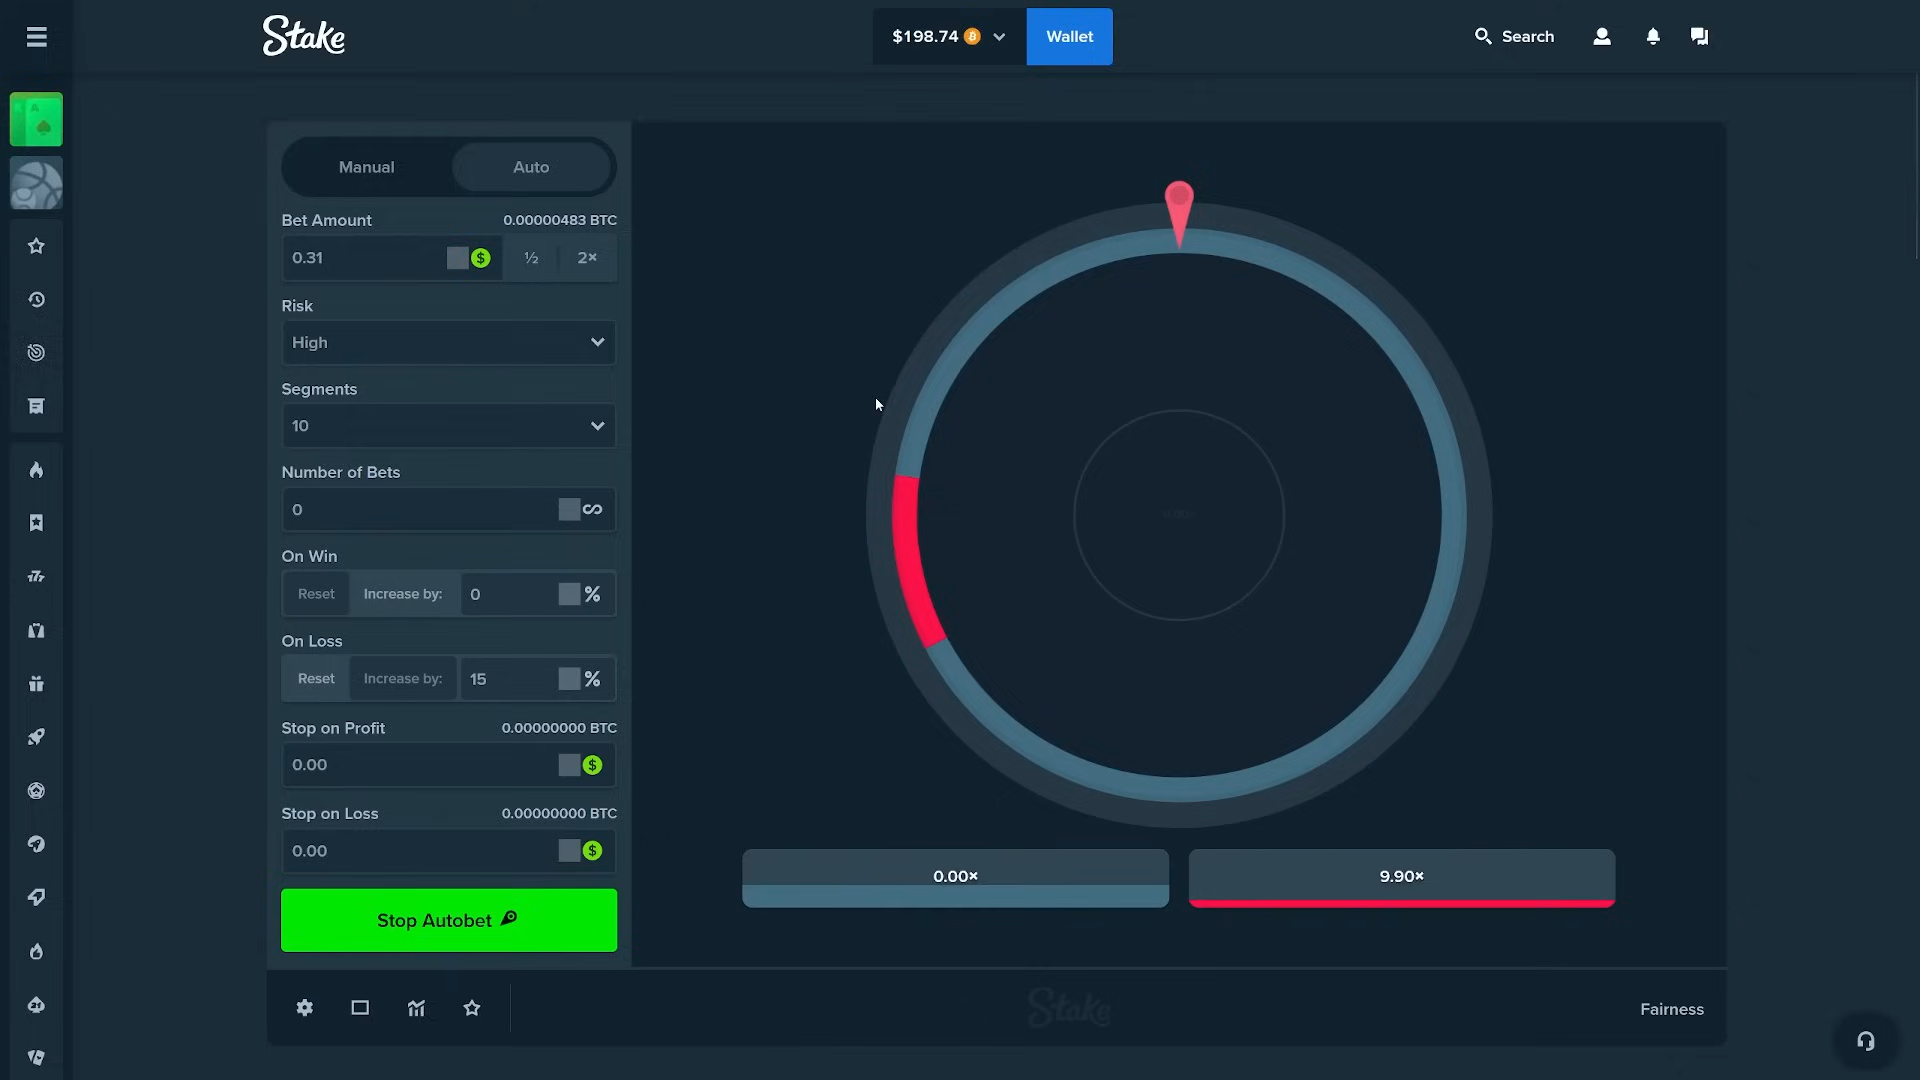 Stake
$198.74
Wallet
Search
Manual
Auto
Bet Amount
0.00000483 BTC
0.31
$
½
2×
Risk
High
Segments
10
Number of Bets
0
∞
On Win
Reset
Increase by:
0
%
On Loss
Reset
Increase by:
15
%
Stop on Profit
0.00000000 BTC
0.00
$
Stop on Loss
0.00000000 BTC
0.00
$
Stop Autobet
0.00×
9.90×
Stake
Fairness